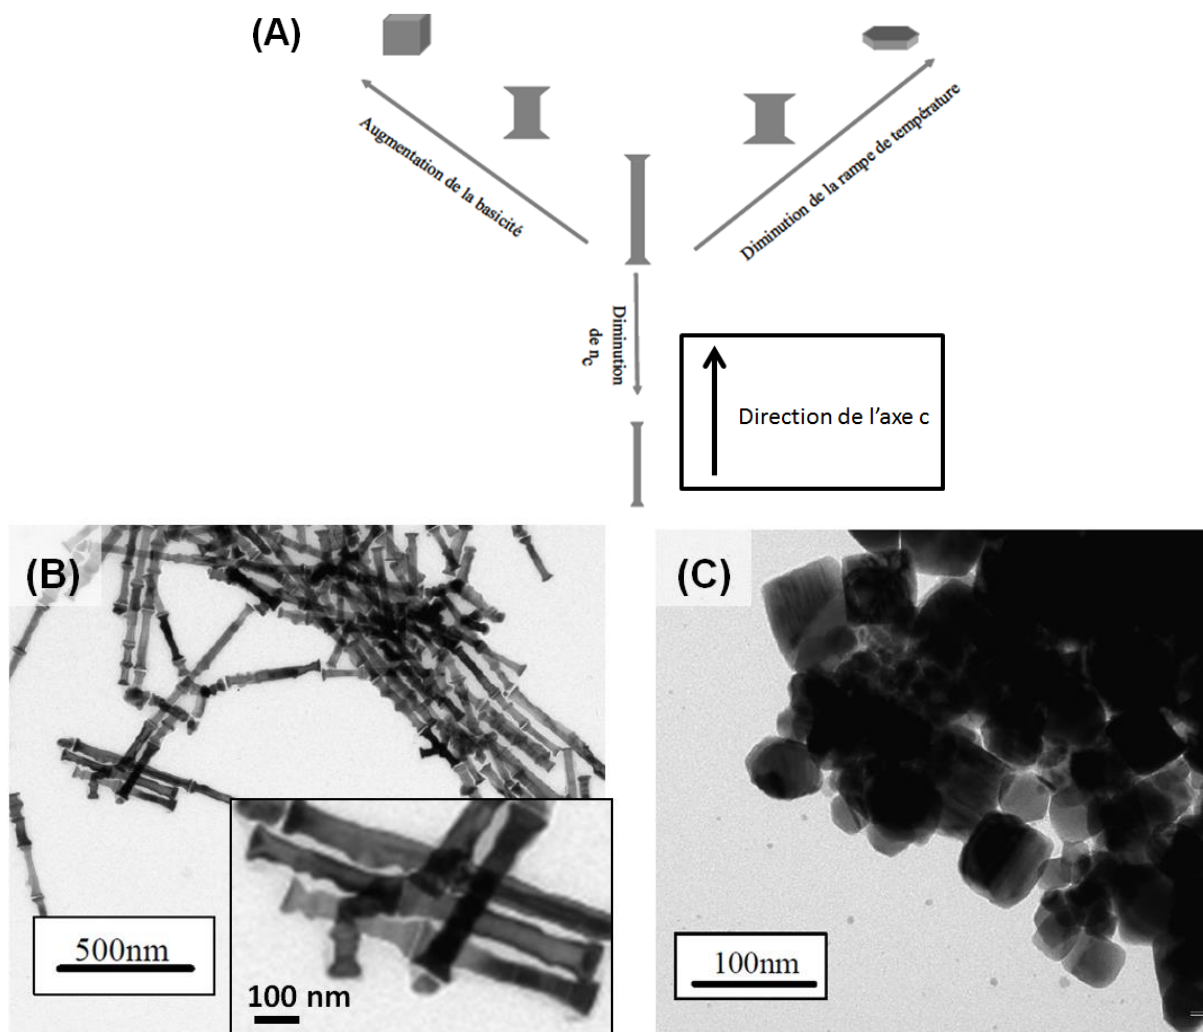 (A)
Augmentation de la basicité
Diminution de la rampe de température
Diminution
de nc
Direction de l'axe c
(B)
500nm
100 nm
(C)
100nm